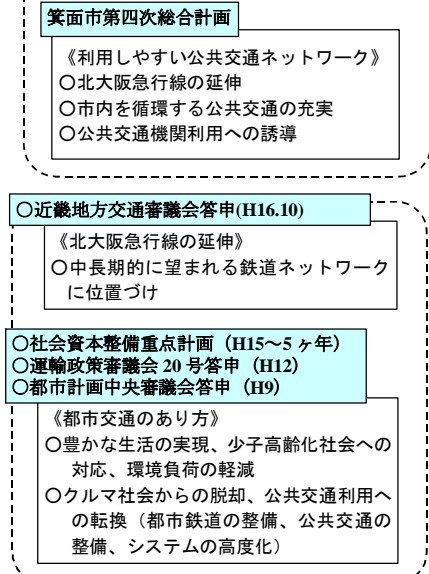 箕面市第四次総合計画
《利用しやすい公共交通ネットワーク》
○北大阪急行線の延伸
○市内を循環する公共交通の充実
○公共交通機関利用への誘導
○近畿地方交通審議会答申(H16.10)
《北大阪急行線の延伸》
○中長期的に望まれる鉄道ネットワーク
に位置づけ
○社会資本整備重点計画（H15～5ヶ年）
○運輸政策審議会 20 号答申（H12）
○都市計画中央審議会答申（H9）
《都市交通のあり方》
○豊かな生活の実現、少子高齢化社会への
対応、環境負荷の軽減
○クルマ社会からの脱却、公共交通利用へ
の転換（都市鉄道の整備、公共交通の
整備、システムの高度化）